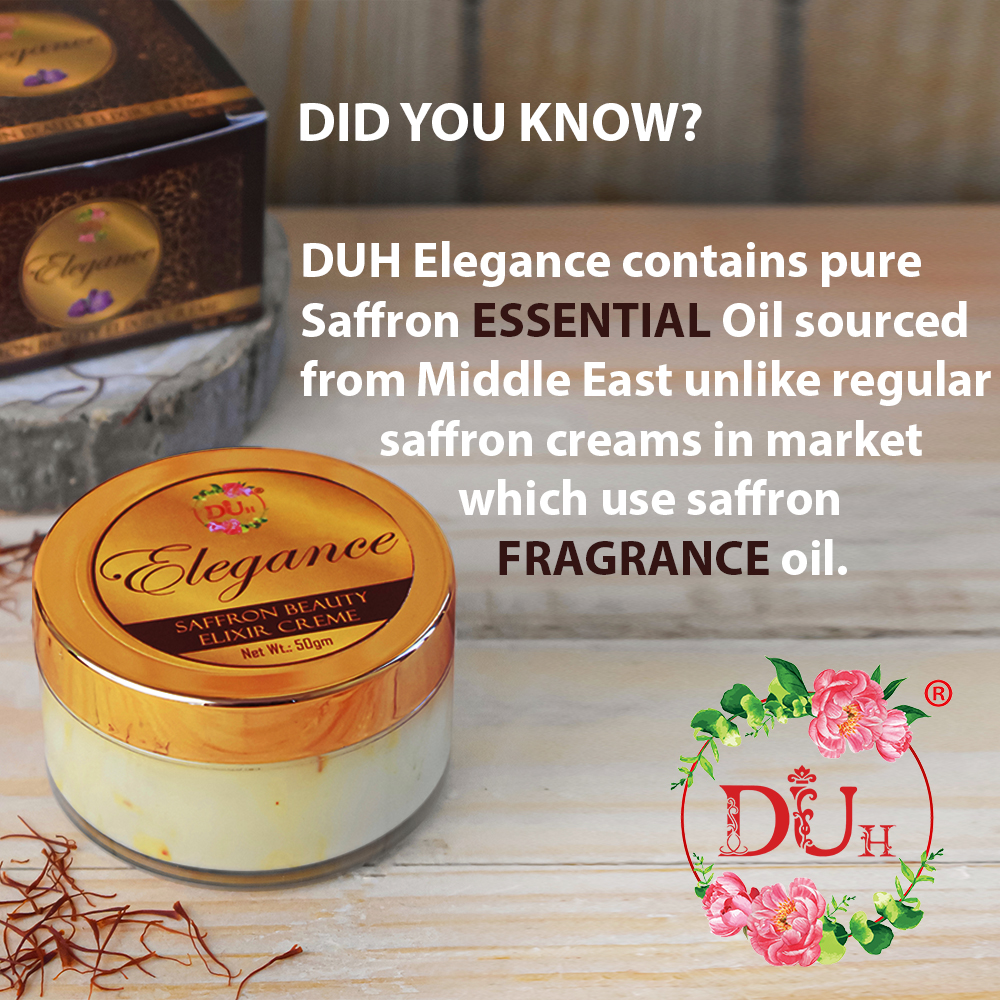 Elegance
Elegance
DID YOU KNOW?
DUH Elegance contains pure
Saffron ESSENTIAL Oil sourced
from Middle East unlike regular
saffron creams in market
which use saffron
FRAGRANCE oil.
DUH®
Elegance
SAFFRON BEAUTY
ELIXIR CREME
Net Wt.: 50gm
DUH
®